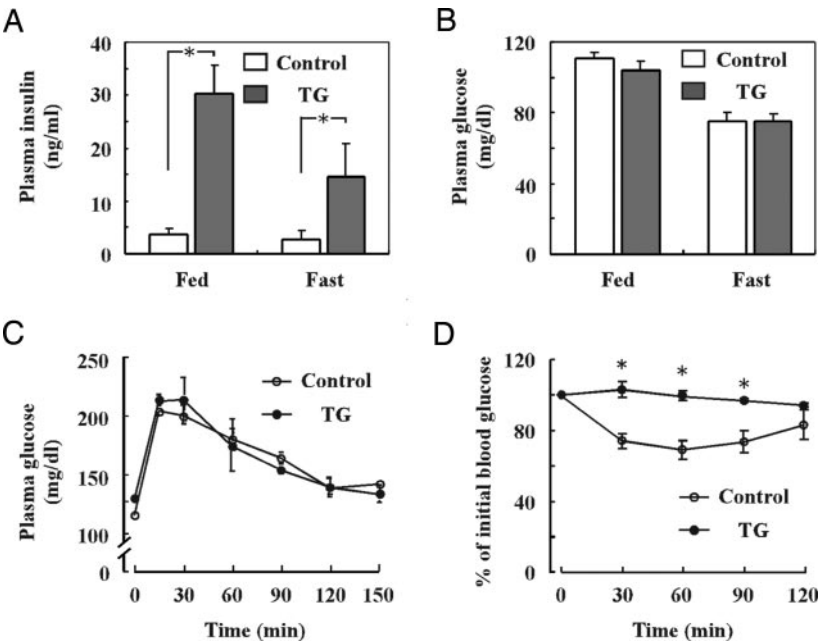 A
Plasma insulin
(ng/ml)
40
30
20
10
0
*
*
Control
TG
Fed
Fast
B
Plasma glucose
(mg/dl)
120
80
40
0
Control
TG
Fed
Fast
C
Plasma glucose
(mg/dl)
250
200
150
100
0
Control
TG
0 30 60 90 120 150
Time (min)
D
% of initial blood glucose
120
80
40
0
* * *
Control
TG
0 30 60 90 120
Time (min)